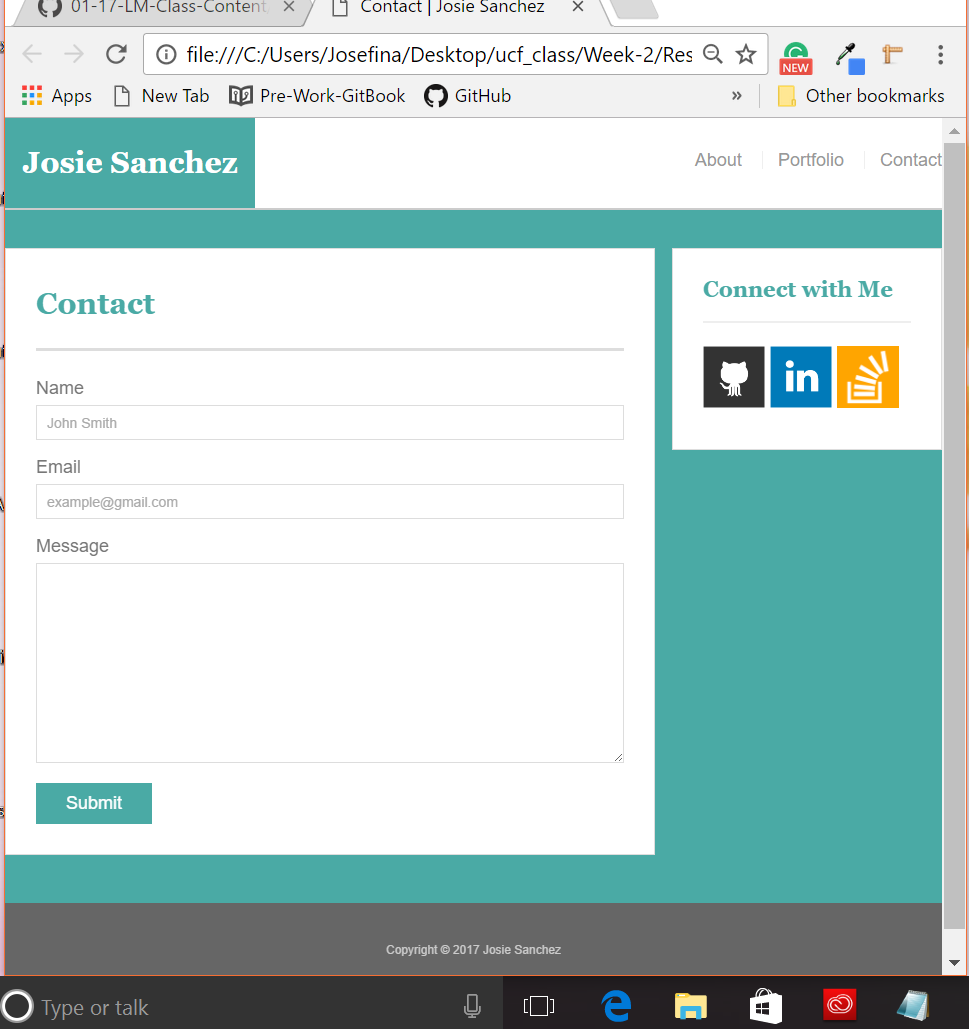 01-17-LM-Class-Content
Contact | Josie Sanchez
file:///C:/Users/Josefina/Desktop/ucf_class/Week-2/Res
NEW
Apps
New Tab
Pre-Work-GitBook
GitHub
»
Other bookmarks
Josie Sanchez
About
Portfolio
Contact
Contact
Connect with Me
in
Name
John Smith
Email
example@gmail.com
Message
Submit
Copyright © 2017 Josie Sanchez
Type or talk